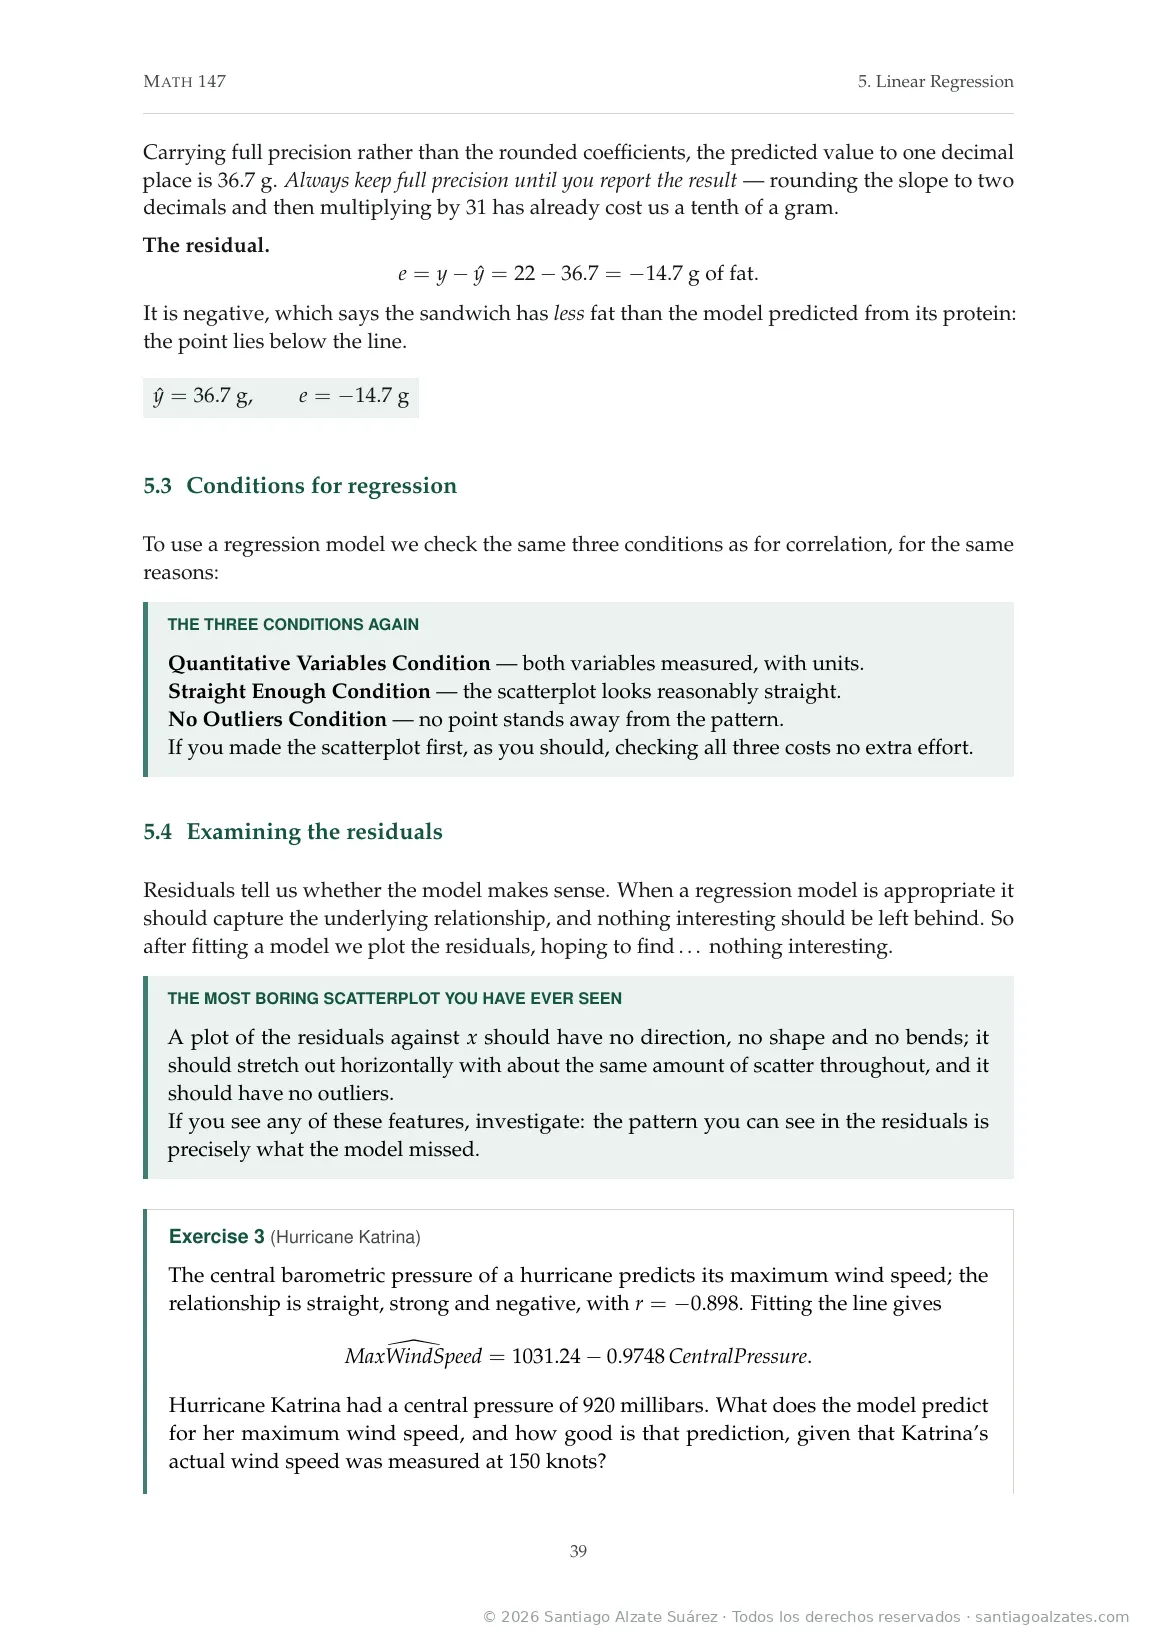 MATH 147
5. Linear Regression
Carrying full precision rather than the rounded coefficients, the predicted value to one decimal
place is 36.7 g. Always keep full precision until you report the result — rounding the slope to two
decimals and then multiplying by 31 has already cost us a tenth of a gram.
The residual.
e = y − ŷ = 22 − 36.7 = −14.7 g of fat.
It is negative, which says the sandwich has less fat than the model predicted from its protein:
the point lies below the line.
ŷ = 36.7 g, e = −14.7 g
5.3 Conditions for regression
To use a regression model we check the same three conditions as for correlation, for the same
reasons:
THE THREE CONDITIONS AGAIN
Quantitative Variables Condition — both variables measured, with units.
Straight Enough Condition — the scatterplot looks reasonably straight.
No Outliers Condition — no point stands away from the pattern.
If you made the scatterplot first, as you should, checking all three costs no extra effort.
5.4 Examining the residuals
Residuals tell us whether the model makes sense. When a regression model is appropriate it
should capture the underlying relationship, and nothing interesting should be left behind. So
after fitting a model we plot the residuals, hoping to find … nothing interesting.
THE MOST BORING SCATTERPLOT YOU HAVE EVER SEEN
A plot of the residuals against x should have no direction, no shape and no bends; it
should stretch out horizontally with about the same amount of scatter throughout, and it
should have no outliers.
If you see any of these features, investigate: the pattern you can see in the residuals is
precisely what the model missed.
Exercise 3 (Hurricane Katrina)
The central barometric pressure of a hurricane predicts its maximum wind speed; the
relationship is straight, strong and negative, with r = −0.898. Fitting the line gives
MaxWindSpeed = 1031.24 − 0.9748 CentralPressure.
Hurricane Katrina had a central pressure of 920 millibars. What does the model predict
for her maximum wind speed, and how good is that prediction, given that Katrina's
actual wind speed was measured at 150 knots?
39
© 2026 Santiago Alzate Suárez · Todos los derechos reservados · santiagoalzates.com